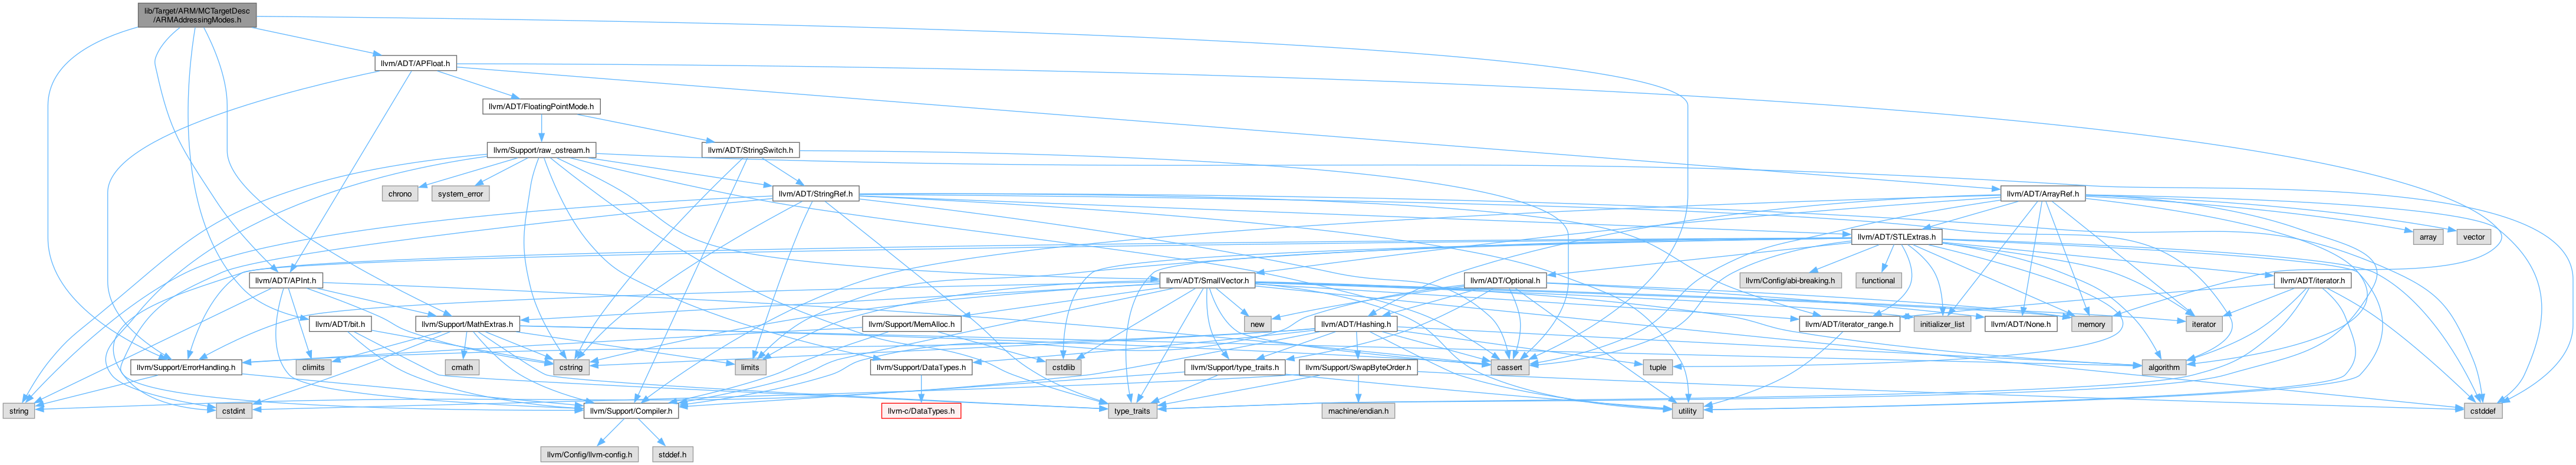 lib/Target/ARM/MCTargetDesc
/ARMAddressingModes.h
llvm/ADT/APFloat.h
llvm/ADT/FloatingPointMode.h
llvm/Support/raw_ostream.h
llvm/ADT/StringSwitch.h
chrono
system_error
llvm/ADT/StringRef.h
llvm/ADT/ArrayRef.h
llvm/ADT/STLExtras.h
array
vector
llvm/ADT/APInt.h
llvm/ADT/SmallVector.h
llvm/ADT/Optional.h
llvm/Config/abi-breaking.h
functional
llvm/ADT/iterator.h
llvm/ADT/bit.h
llvm/Support/MathExtras.h
llvm/Support/MemAlloc.h
new
llvm/ADT/Hashing.h
llvm/ADT/iterator_range.h
initializer_list
llvm/ADT/None.h
memory
iterator
llvm/Support/ErrorHandling.h
climits
cmath
cstring
limits
llvm/Support/DataTypes.h
cstdlib
llvm/Support/type_traits.h
llvm/Support/SwapByteOrder.h
cassert
tuple
algorithm
string
cstdint
llvm/Support/Compiler.h
llvm-c/DataTypes.h
type_traits
machine/endian.h
utility
cstddef
llvm/Config/llvm-config.h
stddef.h